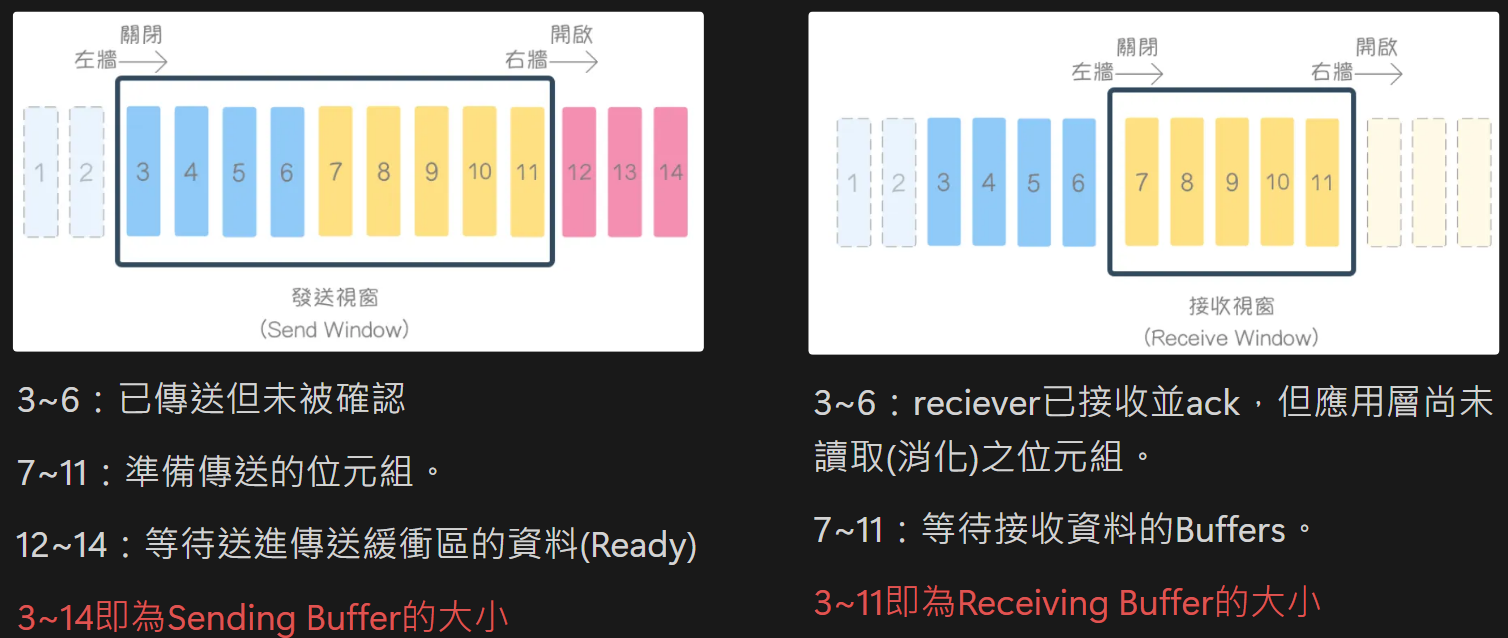 關閉
左牆
開啟
右牆
1 2 3 4 5 6 7 8 9 10 11 12 13 14
發送視窗
(Send Window)
3~6：已傳送但未被確認
7~11：準備傳送的位元組。
12~14：等待送進傳送緩衝區的資料(Ready)
3~14即為Sending Buffer的大小
關閉
左牆
開啟
右牆
1 2 3 4 5 6 7 8 9 10 11
接收視窗
(Receive Window)
3~6：reciever已接收並ack，但應用層尚未
讀取(消化)之位元組。
7~11：等待接收資料的Buffers。
3~11即為Receiving Buffer的大小